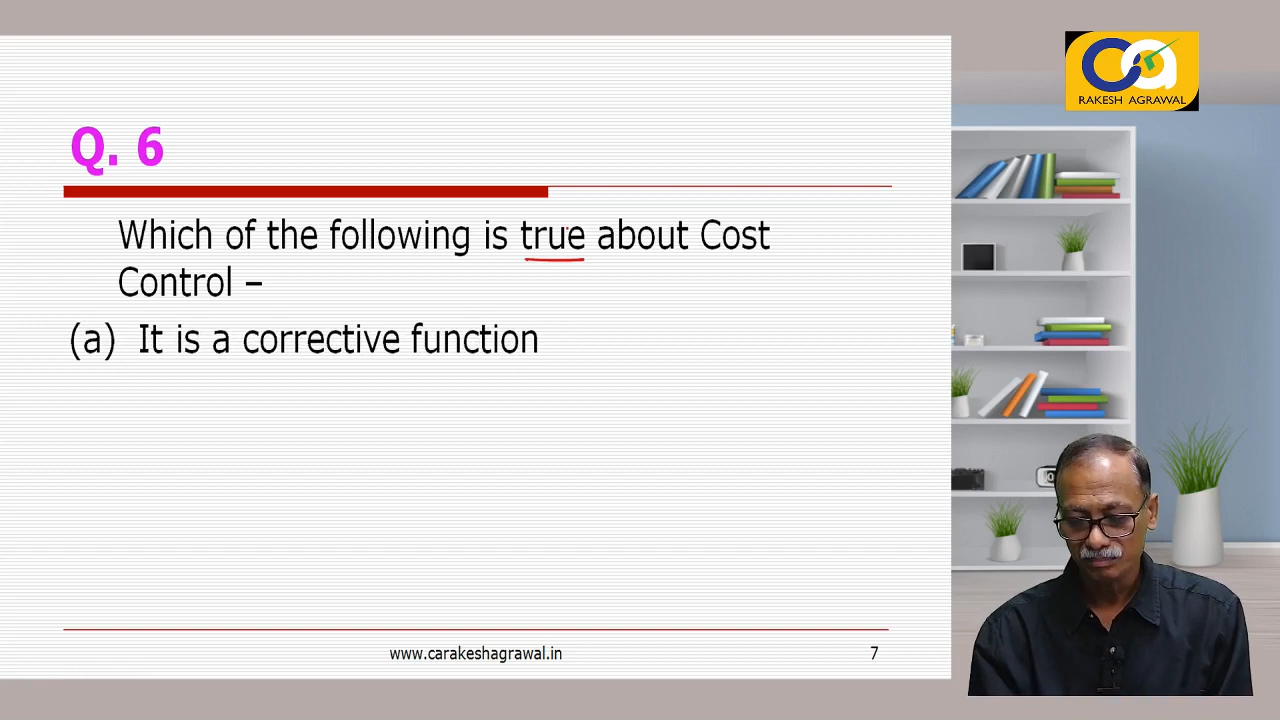 Q. 6
Which of the following is true about Cost
Control –
(a) It is a corrective function
www.carakeshagrawal.in
7
ca
RAKESH AGRAWAL